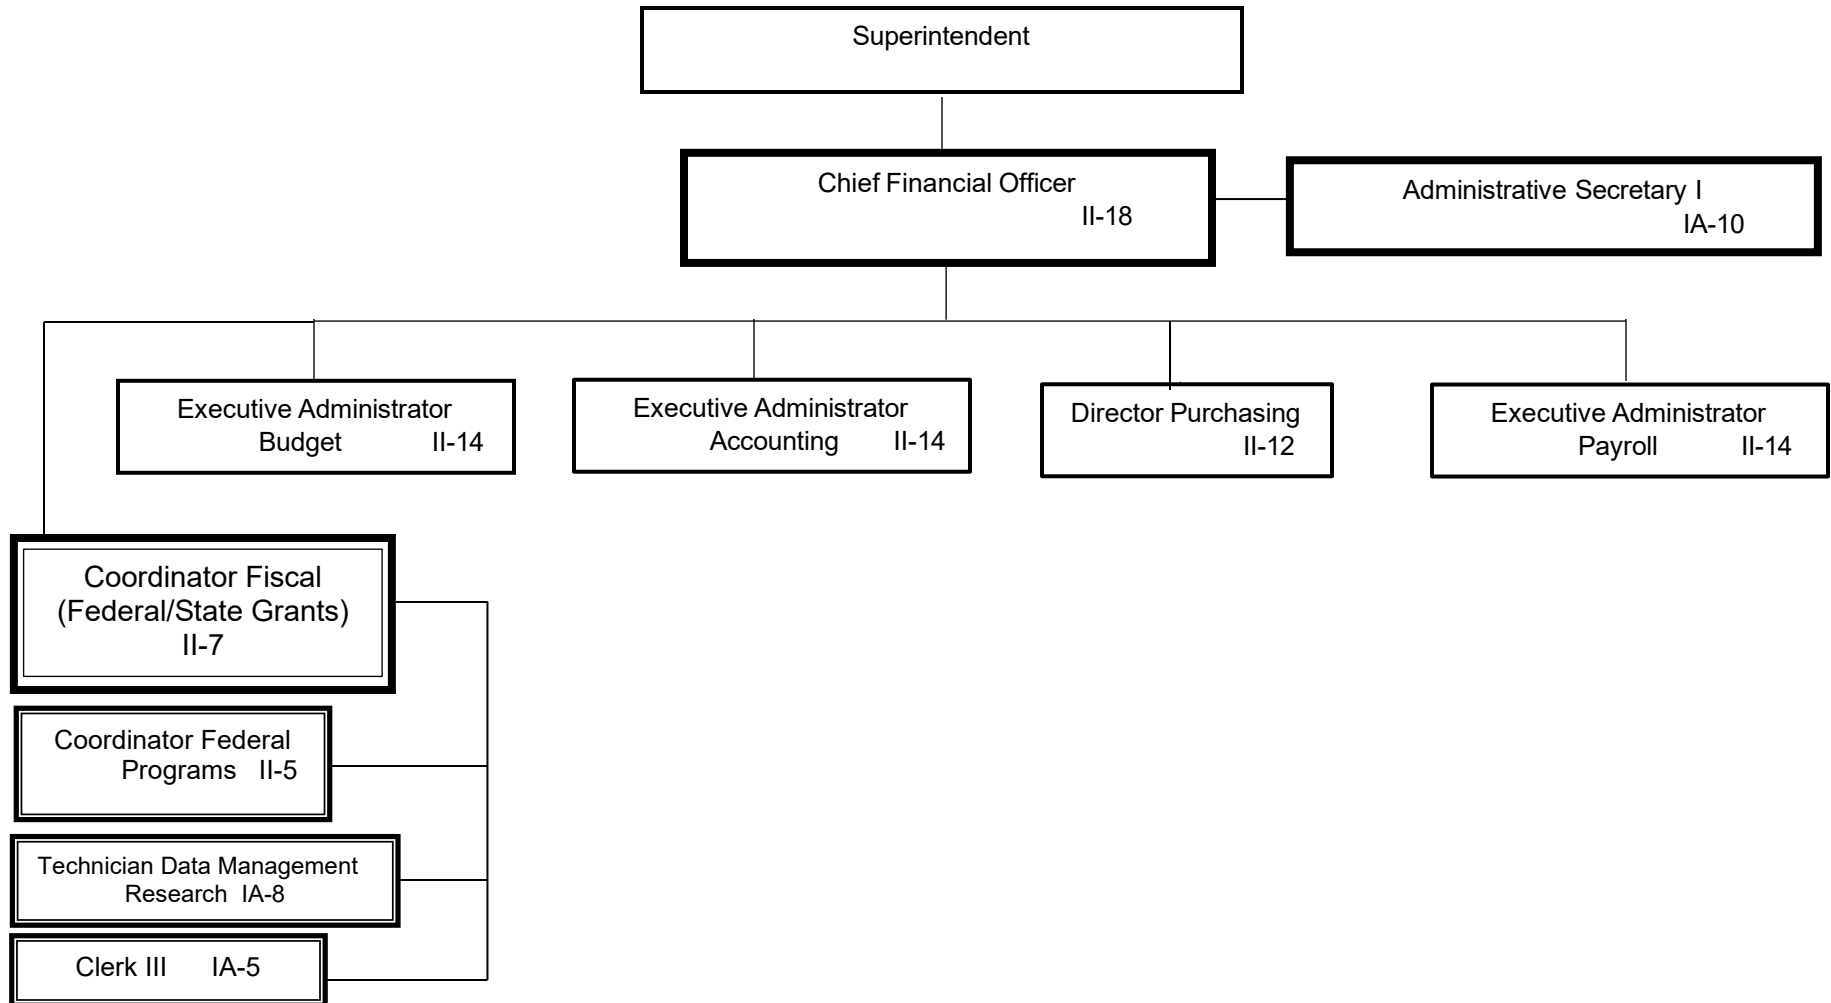 Superintendent
Chief Financial Officer
II-18
Administrative Secretary I
IA-10
Executive Administrator
Budget II-14
Executive Administrator
Accounting II-14
Director Purchasing
II-12
Executive Administrator
Payroll II-14
Coordinator Fiscal
(Federal/State Grants)
II-7
Coordinator Federal
Programs II-5
Technician Data Management
Research IA-8
Clerk III IA-5